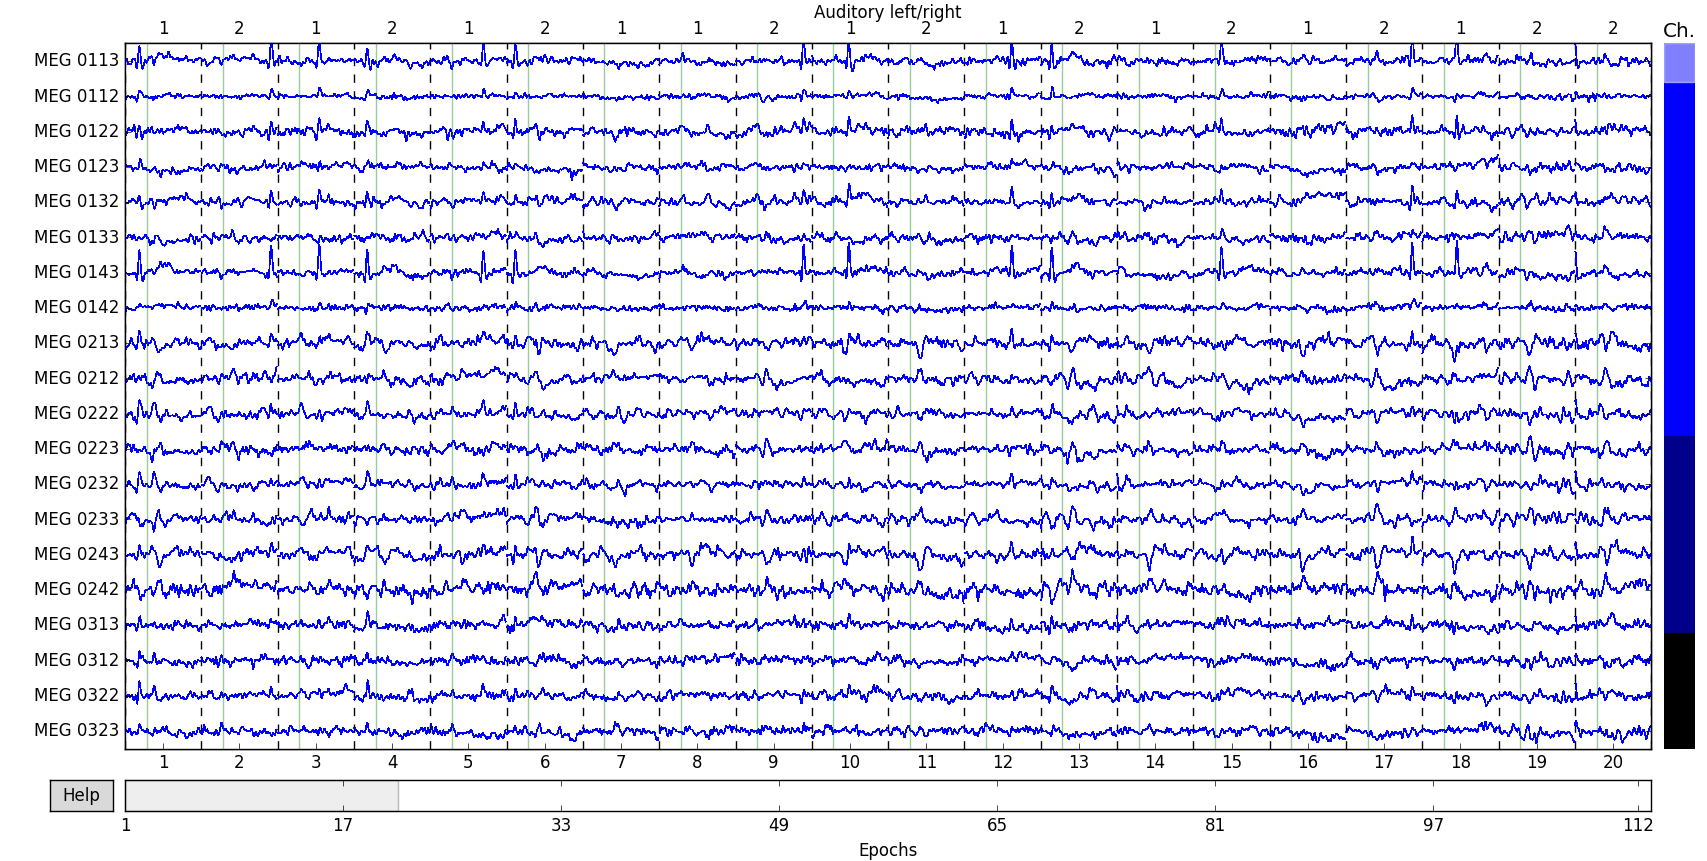 Auditory left/right
1 2 1 2 1 2 1 1 2 1 2 1 2 1 2 1 2 1 2 2
Ch.
MEG 0113
MEG 0112
MEG 0122
MEG 0123
MEG 0132
MEG 0133
MEG 0143
MEG 0142
MEG 0213
MEG 0212
MEG 0222
MEG 0223
MEG 0232
MEG 0233
MEG 0243
MEG 0242
MEG 0313
MEG 0312
MEG 0322
MEG 0323
1 2 3 4 5 6 7 8 9 10 11 12 13 14 15 16 17 18 19 20
Help
1 17 33 49 65 81 97 112
Epochs